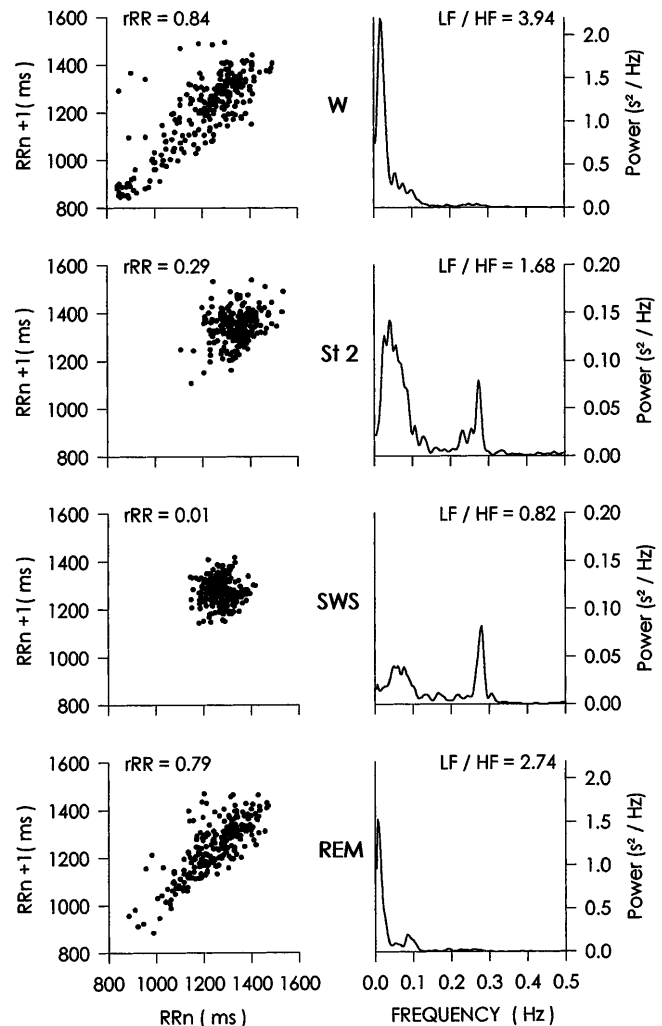 rRR = 0.84
LF / HF = 3.94
1600
1400
1200
1000
800
RRn +1 ( ms )
W
2.0
1.5
1.0
0.5
0.0
Power (s² / Hz)
rRR = 0.29
LF / HF = 1.68
1600
1400
1200
1000
800
RRn +1 ( ms )
St 2
0.20
0.15
0.10
0.05
0.00
Power (s² / Hz)
rRR = 0.01
LF / HF = 0.82
1600
1400
1200
1000
800
RRn +1 ( ms )
SWS
0.20
0.15
0.10
0.05
0.00
Power (s² / Hz)
rRR = 0.79
LF / HF = 2.74
1600
1400
1200
1000
800
RRn +1 ( ms )
REM
2.0
1.5
1.0
0.5
0.0
Power (s² / Hz)
800 1000 1200 1400 1600
RRn ( ms )
0.0 0.1 0.2 0.3 0.4 0.5
FREQUENCY ( Hz )